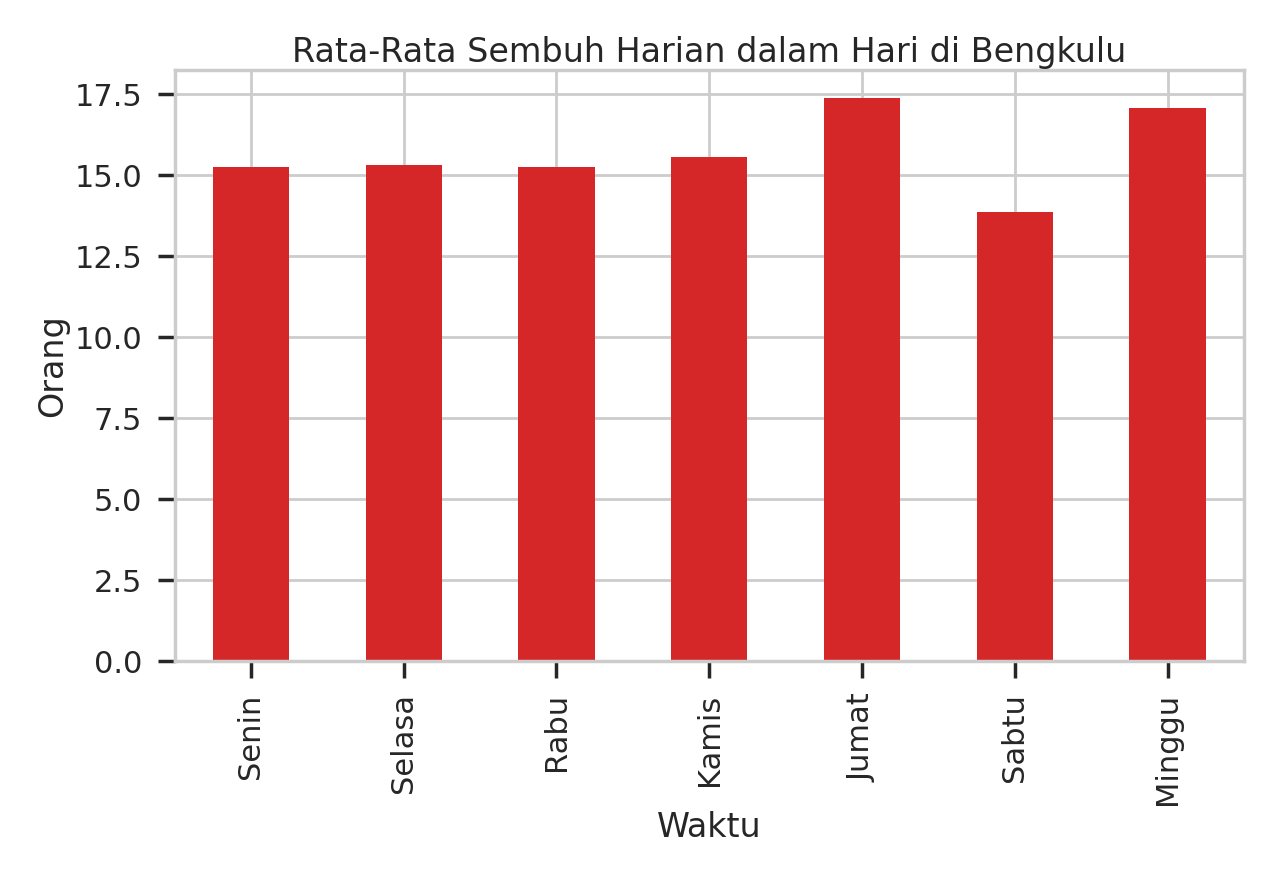 Rata-Rata Sembuh Harian dalam Hari di Bengkulu
17.5
15.0
12.5
10.0
7.5
5.0
2.5
0.0
Orang
Senin
Selasa
Rabu
Kamis
Jumat
Sabtu
Minggu
Waktu